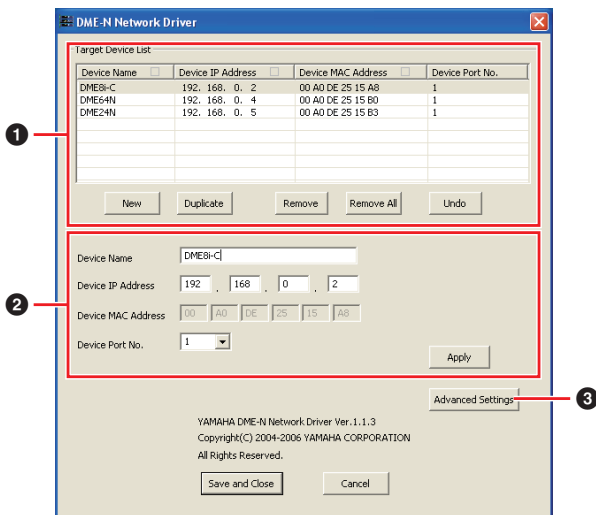 DME-N Network Driver
Target Device List
Device Name Device IP Address Device MAC Address Device Port No.
DME8i-C 192. 168. 0. 2 00 A0 DE 25 15 A8 1
DME64N 192. 168. 0. 4 00 A0 DE 25 15 B0 1
DME24N 192. 168. 0. 5 00 A0 DE 25 15 B3 1
1
New Duplicate Remove Remove All Undo
Device Name DME8i-C
Device IP Address 192 . 168 . 0 . 2
2
Device MAC Address 00 A0 DE 25 15 A8
Device Port No. 1
Apply
Advanced Settings 3
YAMAHA DME-N Network Driver Ver.1.1.3
Copyright(C) 2004-2006 YAMAHA CORPORATION
All Rights Reserved.
Save and Close Cancel